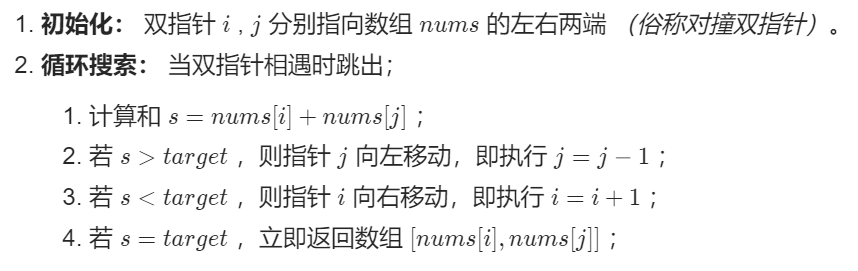 1. 初始化： 双指针 i , j 分别指向数组 nums 的左右两端 （俗称对撞双指针）。
2. 循环搜索： 当双指针相遇时跳出；
1. 计算和 s = nums[i] + nums[j] ；
2. 若 s > target ，则指针 j 向左移动，即执行 j = j − 1 ；
3. 若 s < target ，则指针 i 向右移动，即执行 i = i + 1 ；
4. 若 s = target ，立即返回数组 [nums[i], nums[j]] ；